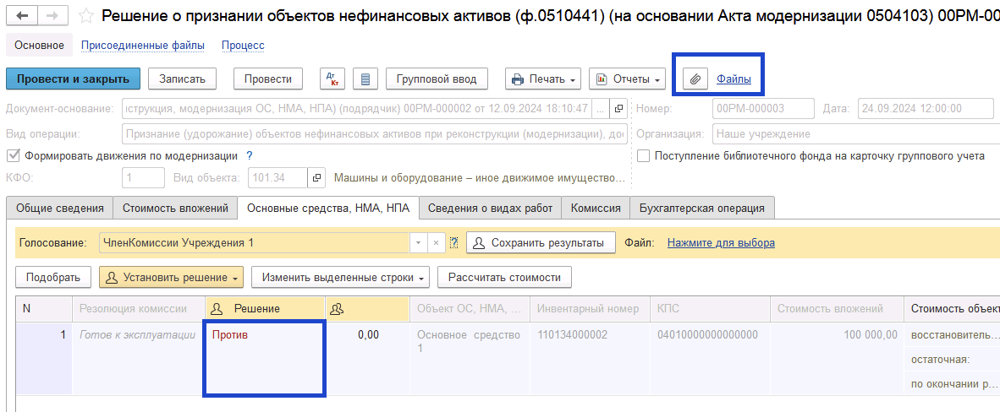 Решение о признании объектов нефинансовых активов (ф.0510441) (на основании Акта модернизации 0504103) 00РМ-00
Основное Присоединенные файлы Процесс
Провести и закрыть Записать Провести Дт Кт Групповой ввод Печать Отчеты Файлы
Документ-основание: струкция, модернизация ОС, НМА, НПА) (подрядчик) 00РМ-000002 от 12.09.2024 18:10:47 ... Номер: 00РМ-000003 Дата: 24.09.2024 12:00:00
Вид операции: Признание (удорожание) объектов нефинансовых активов при реконструкции (модернизации), дос Организация: Наше учреждение
Формировать движения по модернизации ? Поступление библиотечного фонда на карточку группового учета
КФО: 1 Вид объекта: 101.34 Машины и оборудование – иное движимое имущество...
Общие сведения Стоимость вложений Основные средства, НМА, НПА Сведения о видах работ Комиссия Бухгалтерская операция
Голосование: ЧленКомиссии Учреждения 1 × ? Сохранить результаты Файл: Нажмите для выбора
Подобрать Установить решение Изменить выделенные строки Рассчитать стоимости
N Резолюция комиссии Решение Объект ОС, НМА, ... Инвентарный номер КПС Стоимость вложений Стоимость объект
1 Готов к эксплуатации Против 0,00 Основное средство 110134000002 04010000000000000 100 000,00 восстановитель...
1
остаточная:
по окончании р...